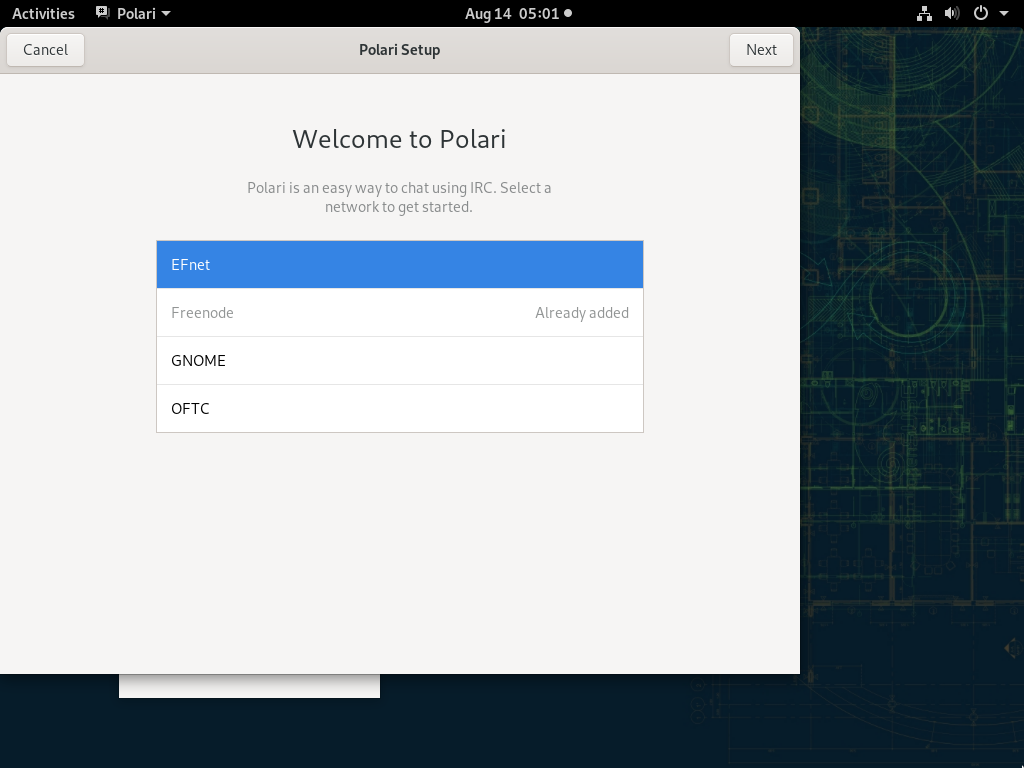 Activities Polari Aug 14 05:01
Cancel Polari Setup Next
Welcome to Polari
Polari is an easy way to chat using IRC. Select a
network to get started.
EFnet
Freenode Already added
GNOME
OFTC